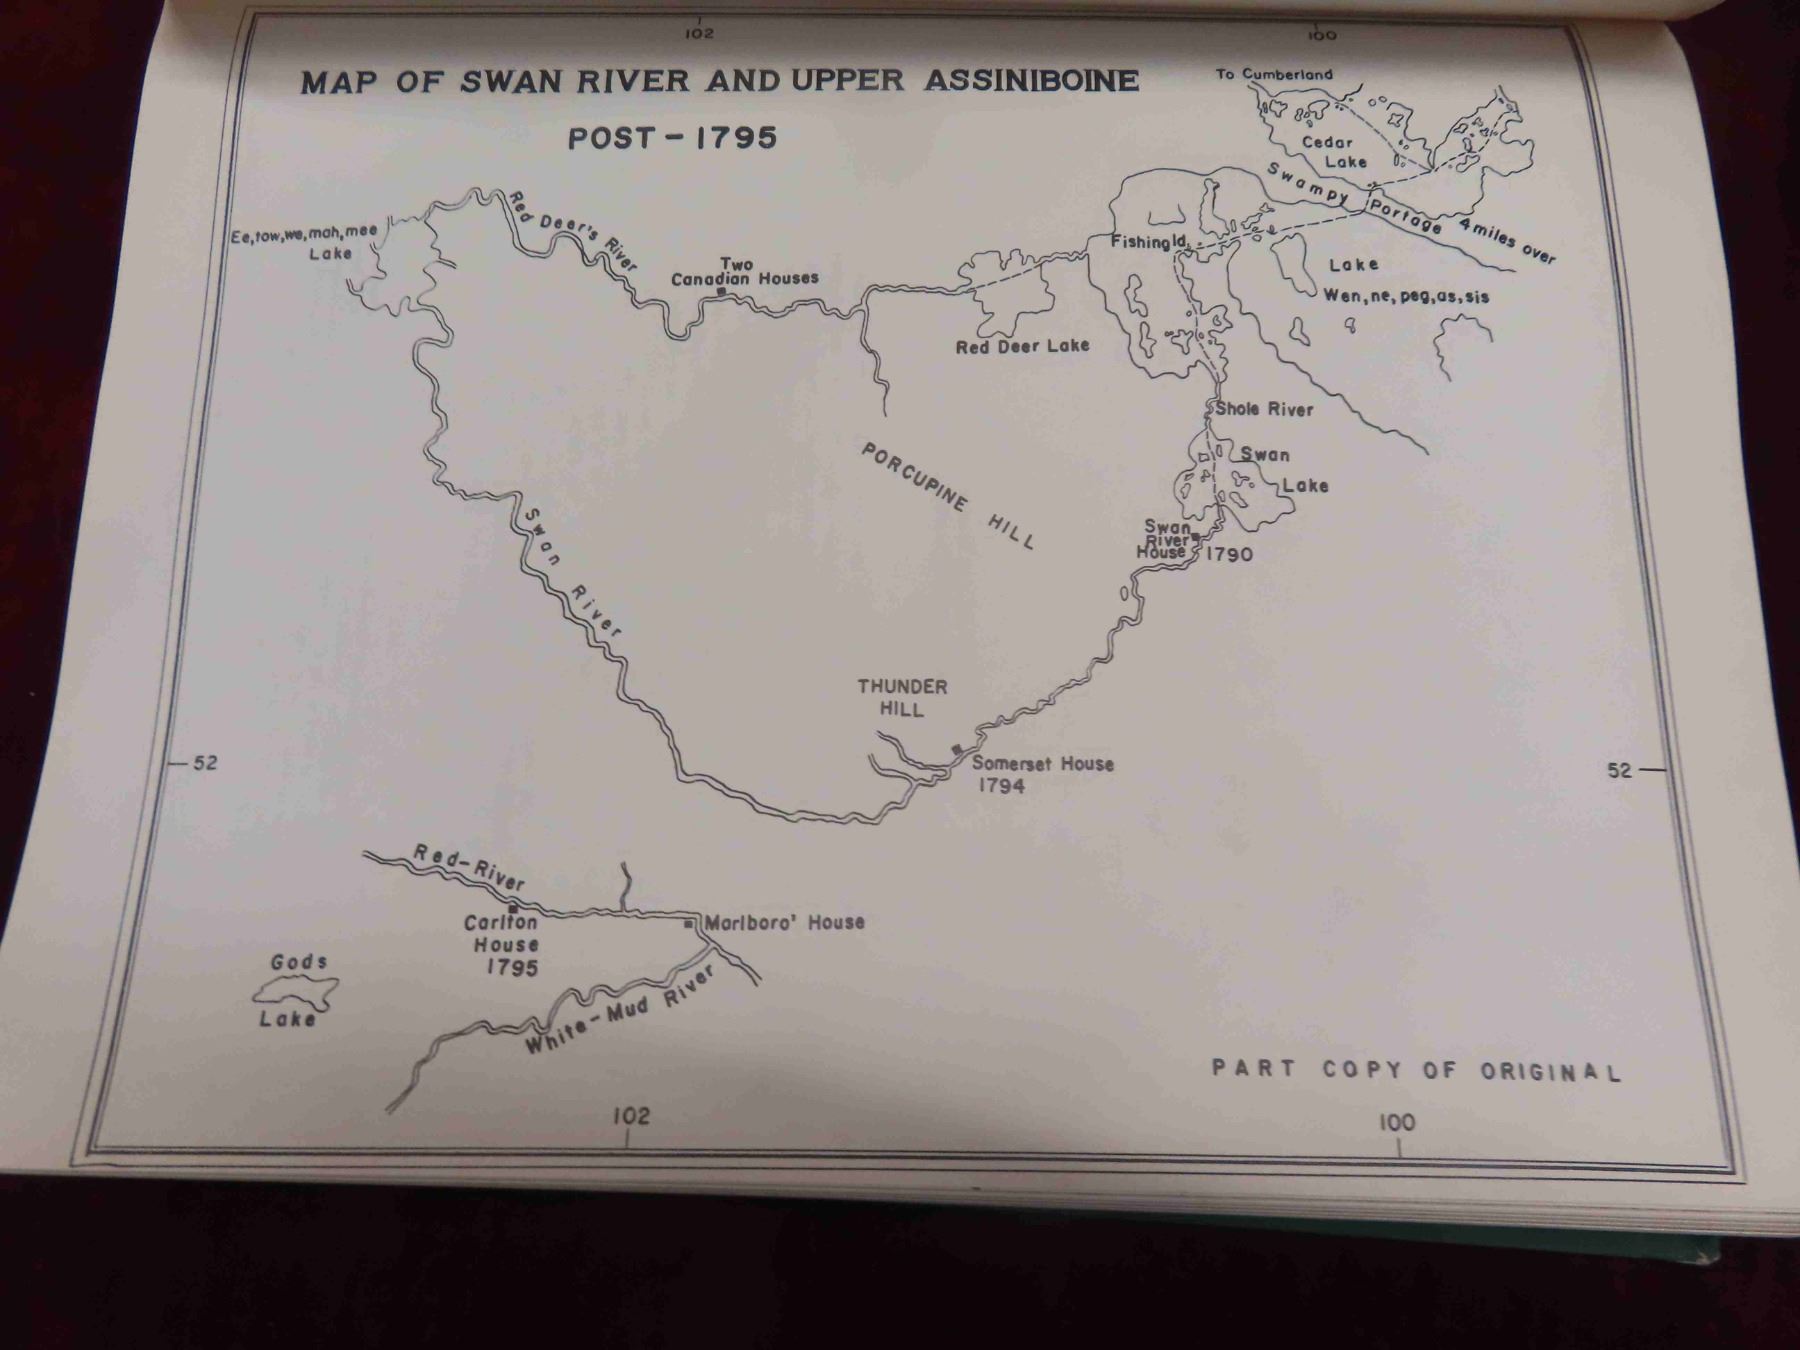 102
100
MAP OF SWAN RIVER AND UPPER ASSINIBOINE
POST-1795
To Cumberland
Cedar
Lake
Swampy Portage 4 miles over
Ee,tow,we,mah,mee
Lake
Red Deer's River
Two
Canadian Houses
Fishing Id.
Lake
Wen,ne,peg,as,sis
Red Deer Lake
Shole River
PORCUPINE HILL
Swan
Lake
Swan River
Swan
River
House 1790
THUNDER
HILL
52
Somerset House
1794
52
Red-River
Carlton
House
1795
Marlboro' House
Gods
Lake
White-Mud River
PART COPY OF ORIGINAL
102
100